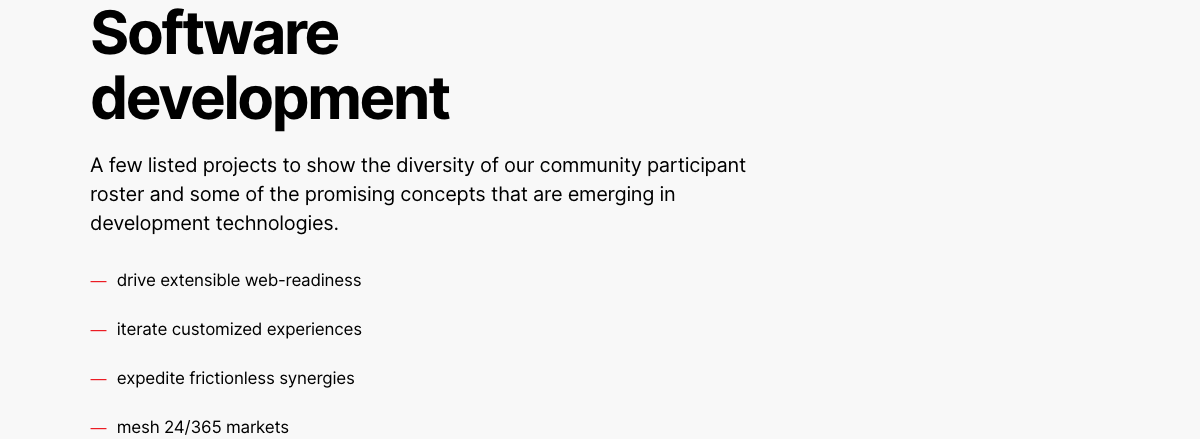 Software
development
A few listed projects to show the diversity of our community participant
roster and some of the promising concepts that are emerging in
development technologies.
— drive extensible web-readiness
— iterate customized experiences
— expedite frictionless synergies
— mesh 24/365 markets